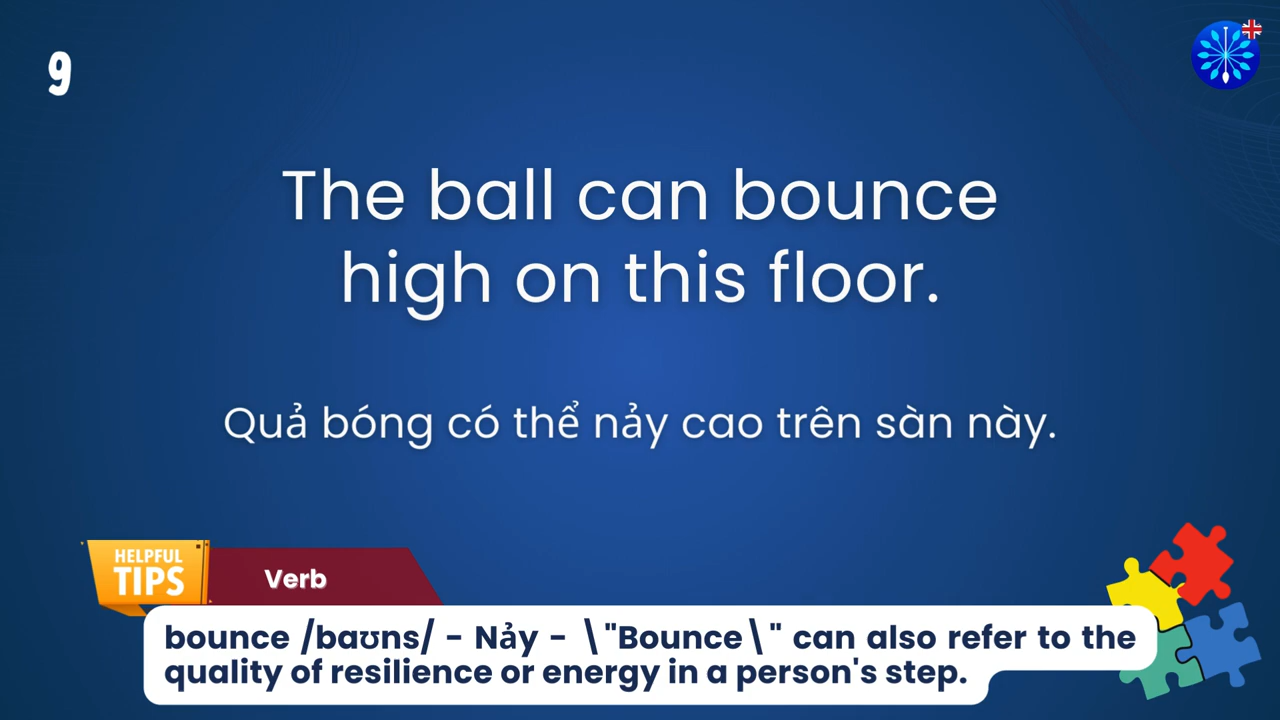 9
The ball can bounce
high on this floor.
Quả bóng có thể nảy cao trên sàn này.
HELPFUL
TIPS
Verb
bounce /baʊns/ - Nảy - \"Bounce\" can also refer to the
quality of resilience or energy in a person's step.